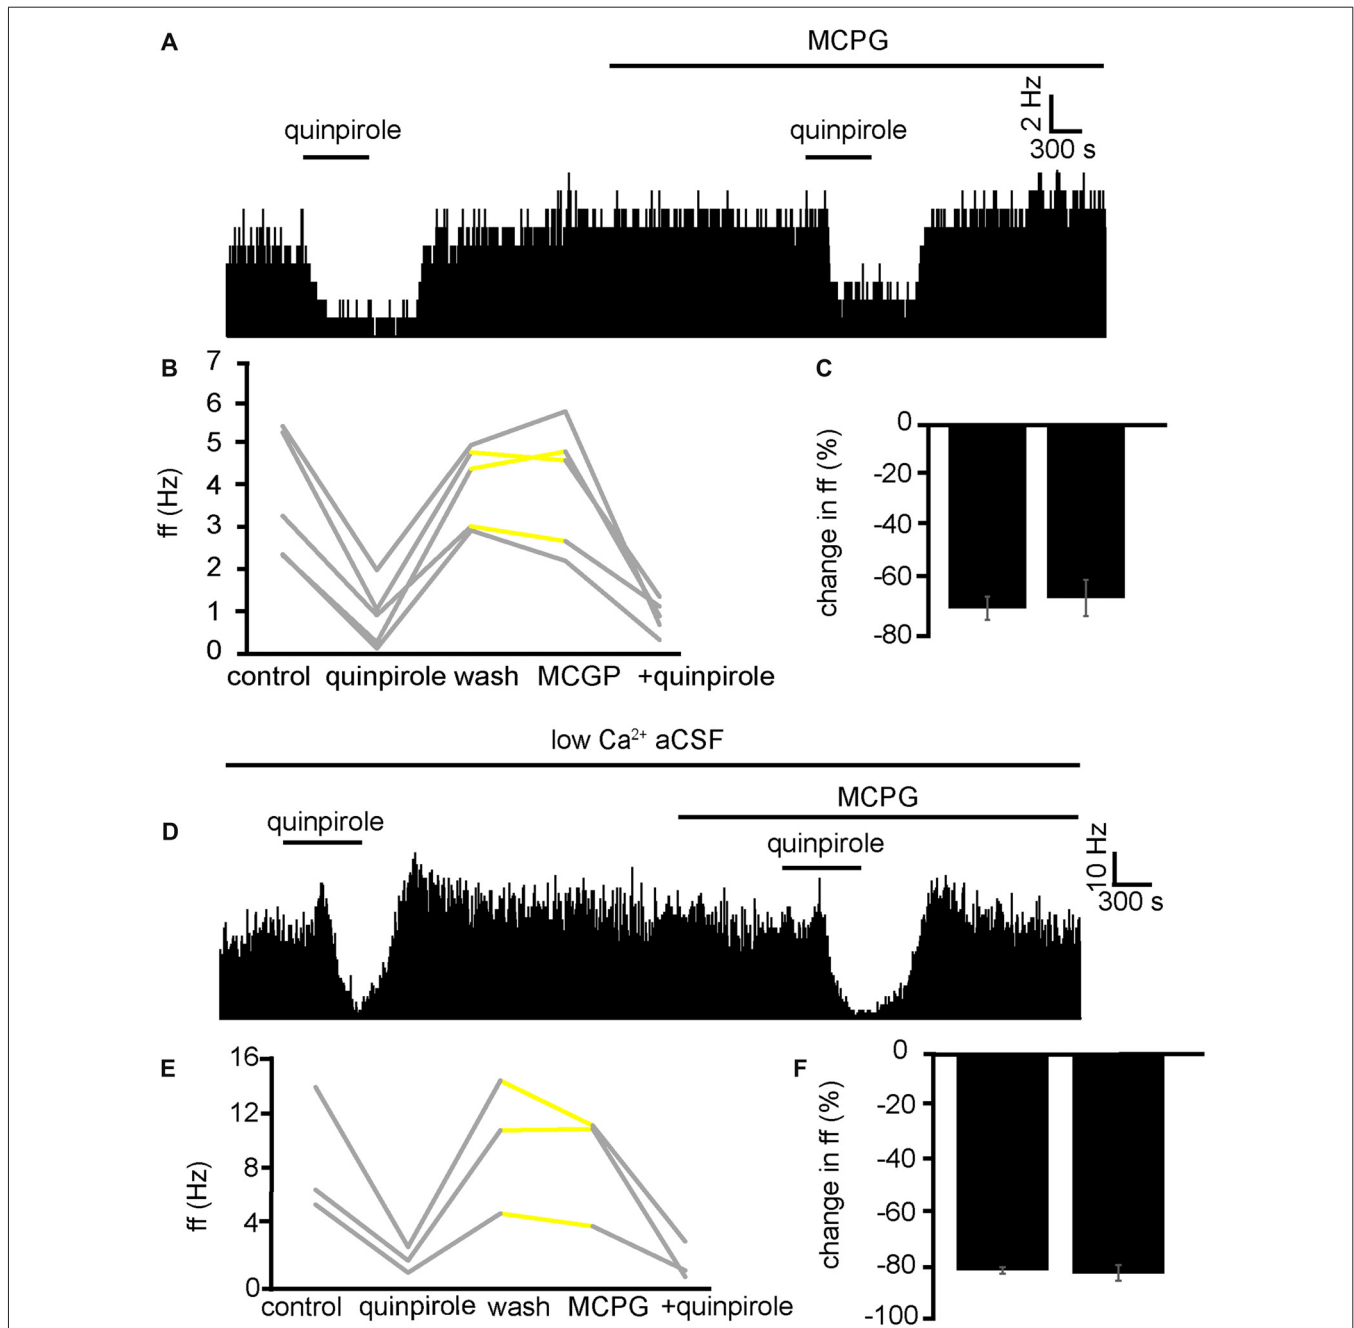 A
MCPG
2 Hz
300 s
quinpirole
quinpirole
B
7
6
5
4
3
2
1
0
ff (Hz)
control quinpirole wash MCGP +quinpirole
C
0
-20
-40
-60
-80
change in ff (%)
low Ca²⁺ aCSF
MCPG
D
quinpirole
quinpirole
10 Hz
300 s
E
16
12
8
4
0
ff (Hz)
control quinpirole wash MCPG +quinpirole
F
0
-20
-40
-60
-80
-100
change in ff (%)